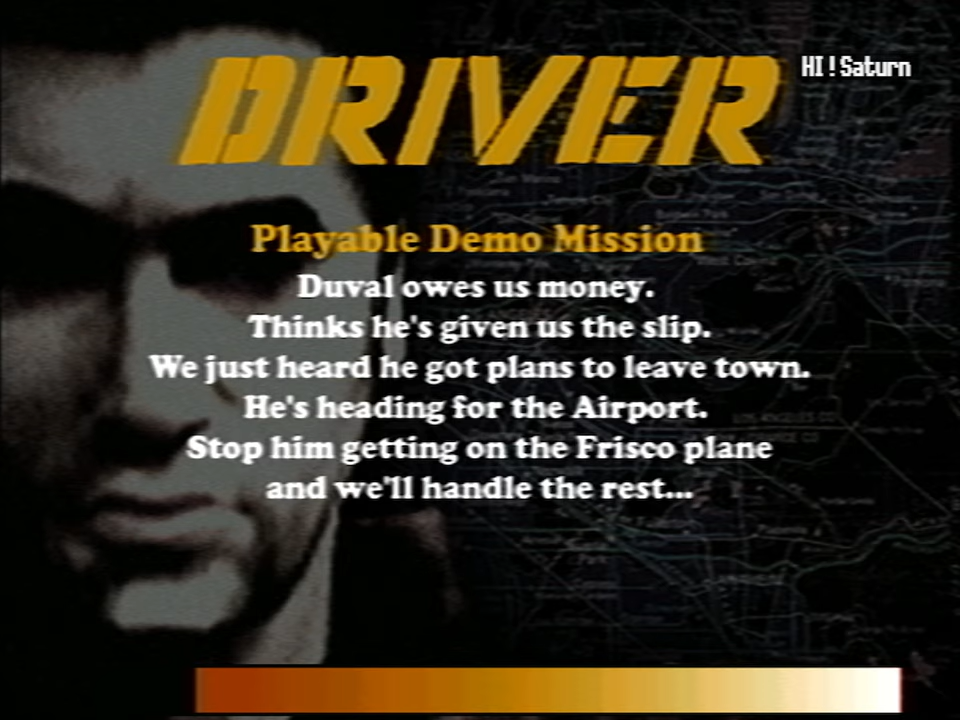 DRIVER
HI!Saturn
Playable Demo Mission
Duval owes us money.
Thinks he's given us the slip.
We just heard he got plans to leave town.
He's heading for the Airport.
Stop him getting on the Frisco plane
and we'll handle the rest...